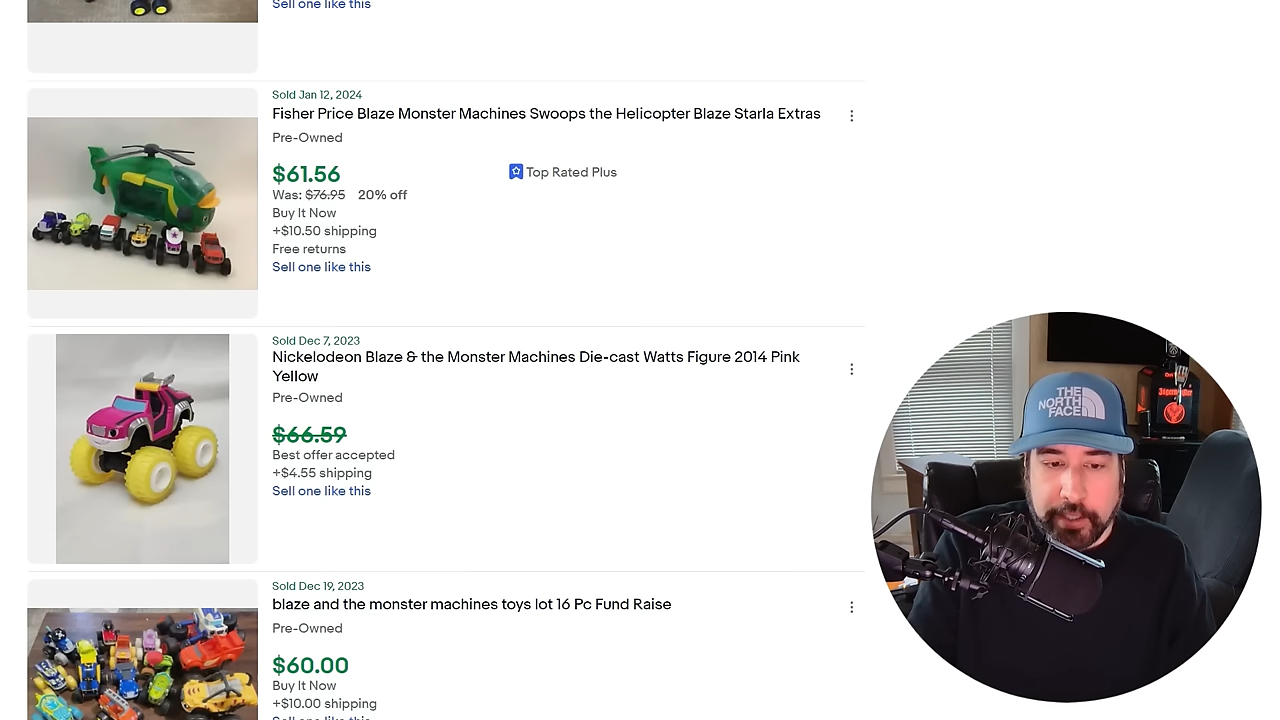 Sell one like this
Sold Jan 12, 2024
Fisher Price Blaze Monster Machines Swoops the Helicopter Blaze Starla Extras
Pre-Owned
$61.56
Top Rated Plus
Was: $76.95 20% off
Buy It Now
+$10.50 shipping
Free returns
Sell one like this
Sold Dec 7, 2023
Nickelodeon Blaze & the Monster Machines Die-cast Watts Figure 2014 Pink
Yellow
Pre-Owned
$66.59
Best offer accepted
+$4.55 shipping
Sell one like this
Sold Dec 19, 2023
blaze and the monster machines toys lot 16 Pc Fund Raise
Pre-Owned
$60.00
Buy It Now
+$10.00 shipping
THE
NORTH
FACE